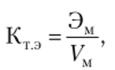 Кт.э = Эм / Vм,